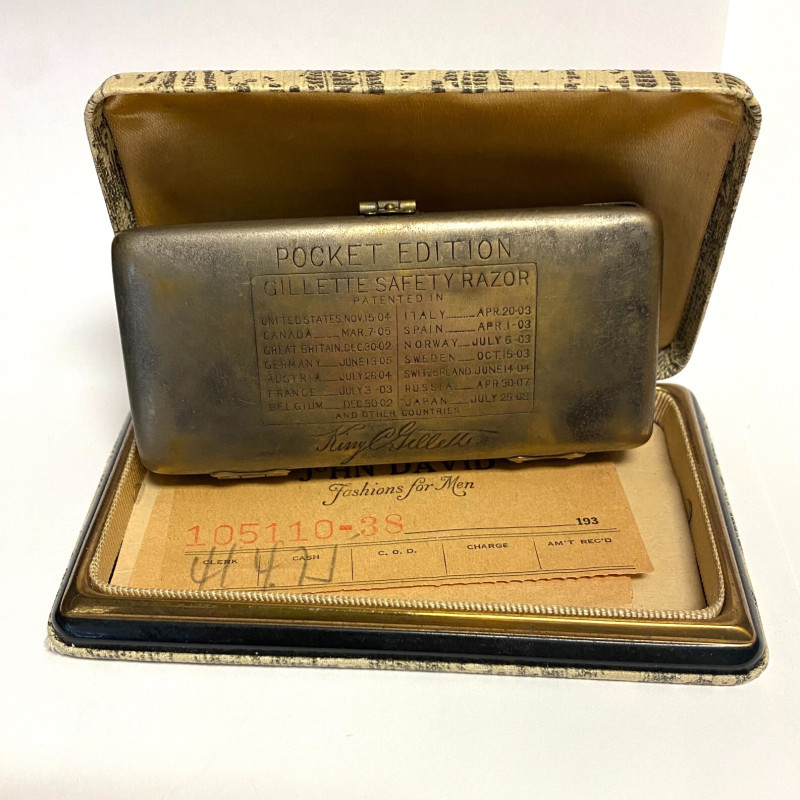 POCKET EDITION
GILLETTE SAFETY RAZOR
PATENTED IN
UNITED STATES, NOV.15-04
CANADA MAR.7-05
GREAT BRITAIN, DEC.30-02
GERMANY JUNE 19-05
AUSTRIA JULY 26-04
FRANCE JULY 3-03
BELGIUM DEC.30-02
ITALY APR.20-03
SPAIN APR.1-03
NORWAY JULY 6-03
SWEDEN OCT.15-03
SWITZERLAND JUNE 14-04
RUSSIA APR.30-07
JAPAN JULY 25-08
AND OTHER COUNTRIES
King C. Gillette
JOHN DAVID
Fashions for Men
105110-38 193
CLERK CASH C. O. D. CHARGE AM'T REC'D